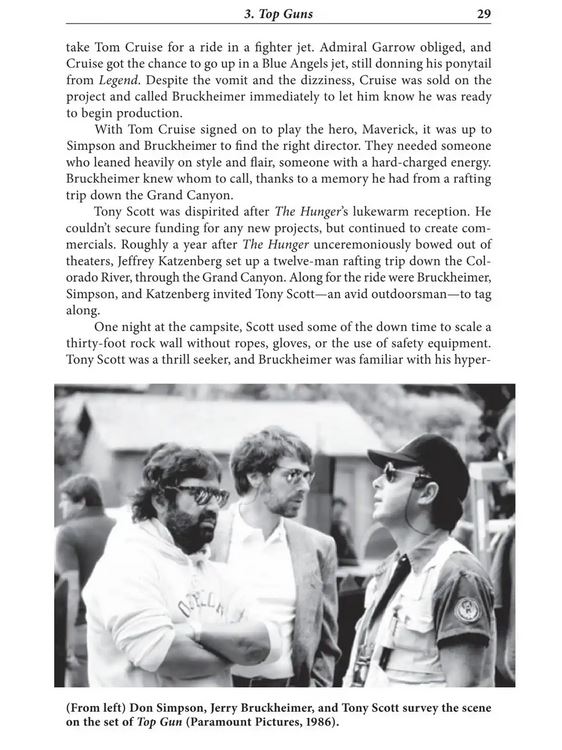 3. Top Guns 29
take Tom Cruise for a ride in a fighter jet. Admiral Garrow obliged, and
Cruise got the chance to go up in a Blue Angels jet, still donning his ponytail
from Legend. Despite the vomit and the dizziness, Cruise was sold on the
project and called Bruckheimer immediately to let him know he was ready
to begin production.
With Tom Cruise signed on to play the hero, Maverick, it was up to
Simpson and Bruckheimer to find the right director. They needed someone
who leaned heavily on style and flair, someone with a hard-charged energy.
Bruckheimer knew whom to call, thanks to a memory he had from a rafting
trip down the Grand Canyon.
Tony Scott was dispirited after The Hunger's lukewarm reception. He
couldn't secure funding for any new projects, but continued to create com-
mercials. Roughly a year after The Hunger unceremoniously bowed out of
theaters, Jeffrey Katzenberg set up a twelve-man rafting trip down the Col-
orado River, through the Grand Canyon. Along for the ride were Bruckheimer,
Simpson, and Katzenberg invited Tony Scott—an avid outdoorsman—to tag
along.
One night at the campsite, Scott used some of the down time to scale a
thirty-foot rock wall without ropes, gloves, or the use of safety equipment.
Tony Scott was a thrill seeker, and Bruckheimer was familiar with his hyper-
(From left) Don Simpson, Jerry Bruckheimer, and Tony Scott survey the scene
on the set of Top Gun (Paramount Pictures, 1986).